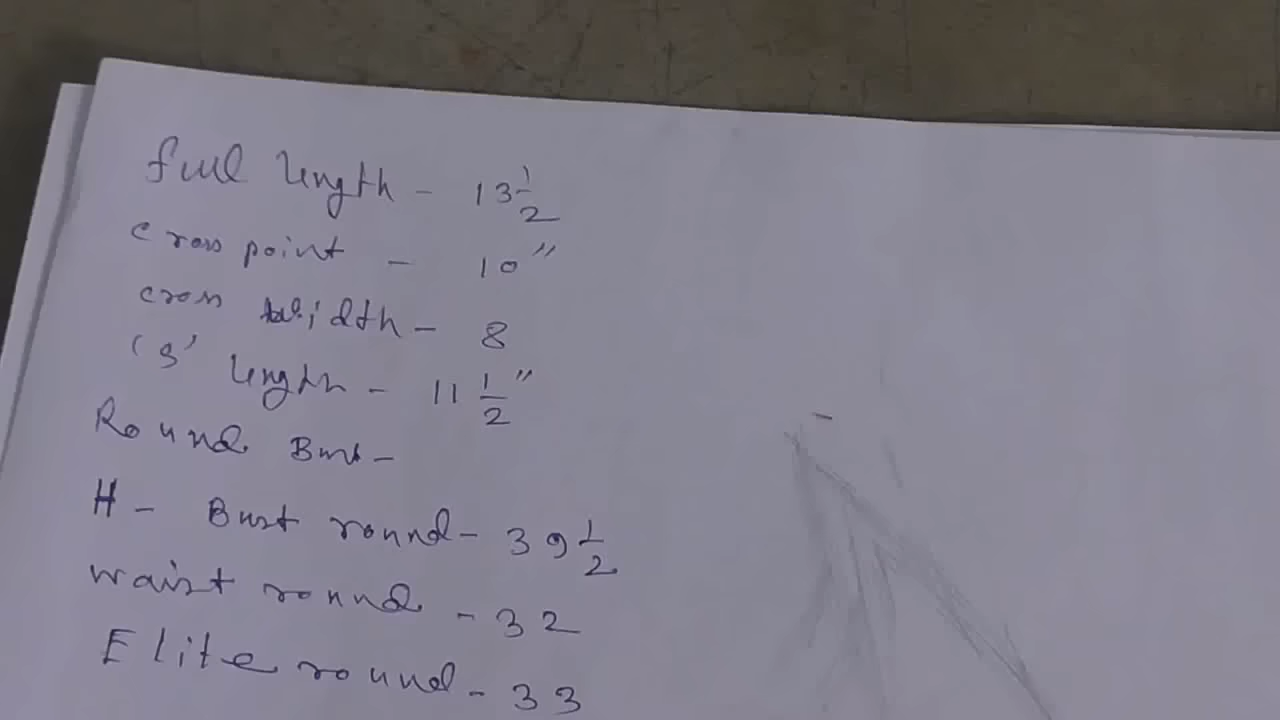 full length - 13 1/2
cross point - 10"
cross width - 8
'S' length - 11 1/2"
Round Bust -
H - Bust round - 39 1/2
waist round - 32
Elite round - 33